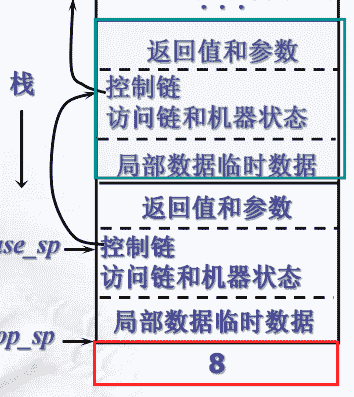 ...
返回值和参数
栈
控制链
访问链和机器状态
局部数据临时数据
返回值和参数
ase_sp
控制链
访问链和机器状态
局部数据临时数据
op_sp
8